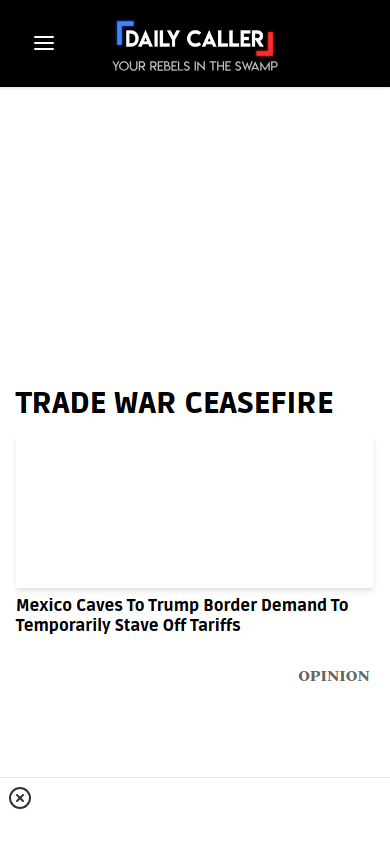 DAILY CALLER
YOUR REBELS IN THE SWAMP
TRADE WAR CEASEFIRE
Mexico Caves To Trump Border Demand To
Temporarily Stave Off Tariffs
OPINION